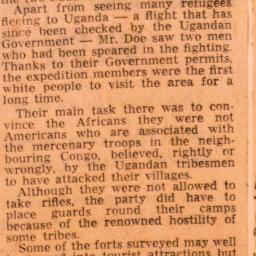 Apart from seeing many refugees
fleeing to Uganda — a flight that has
since been checked by the Ugandan
Government — Mr. Doe saw two men
who had been speared in the fighting.
Thanks to their Government permits,
the expedition members were the first
white people to visit the area for a
long time.
Their main task there was to con-
vince the Africans they were not
Americans who are associated with
the mercenary troops in the neigh-
bouring Congo, believed, rightly or
wrongly, by the Ugandan tribesmen
to have attacked their villages.
Although they were not allowed to
take rifles, the party did have to
place guards round their camps
because of the renowned hostility of
some tribes.
Some of the forts surveyed may well
into tourist attractions but